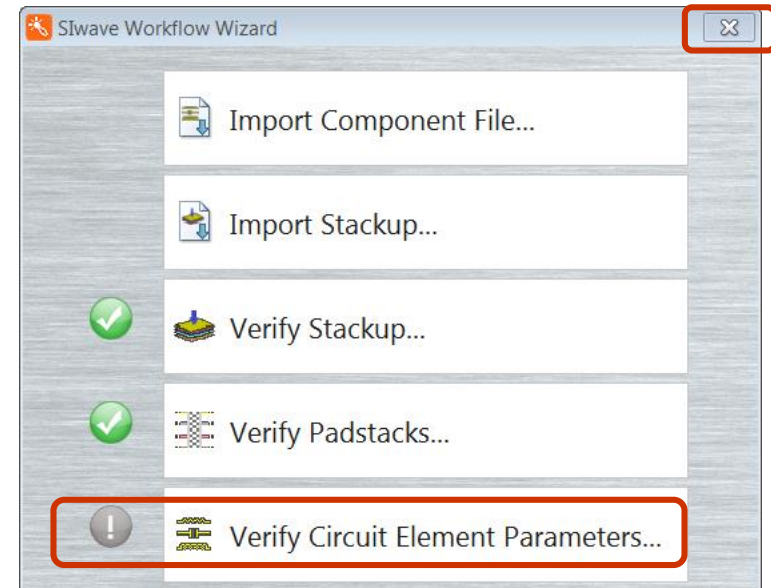 SIwave Workflow Wizard
Import Component File...
Import Stackup...
Verify Stackup...
Verify Padstacks...
Verify Circuit Element Parameters...